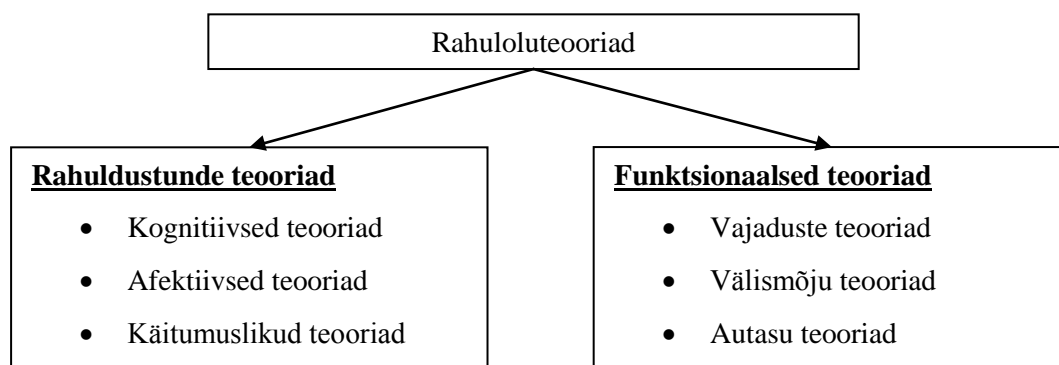 Rahuloluteooriad
Rahuldustunde teooriad
• Kognitiivsed teooriad
• Afektiivsed teooriad
• Käitumuslikud teooriad
Funktsionaalsed teooriad
• Vajaduste teooriad
• Välismõju teooriad
• Autasu teooriad